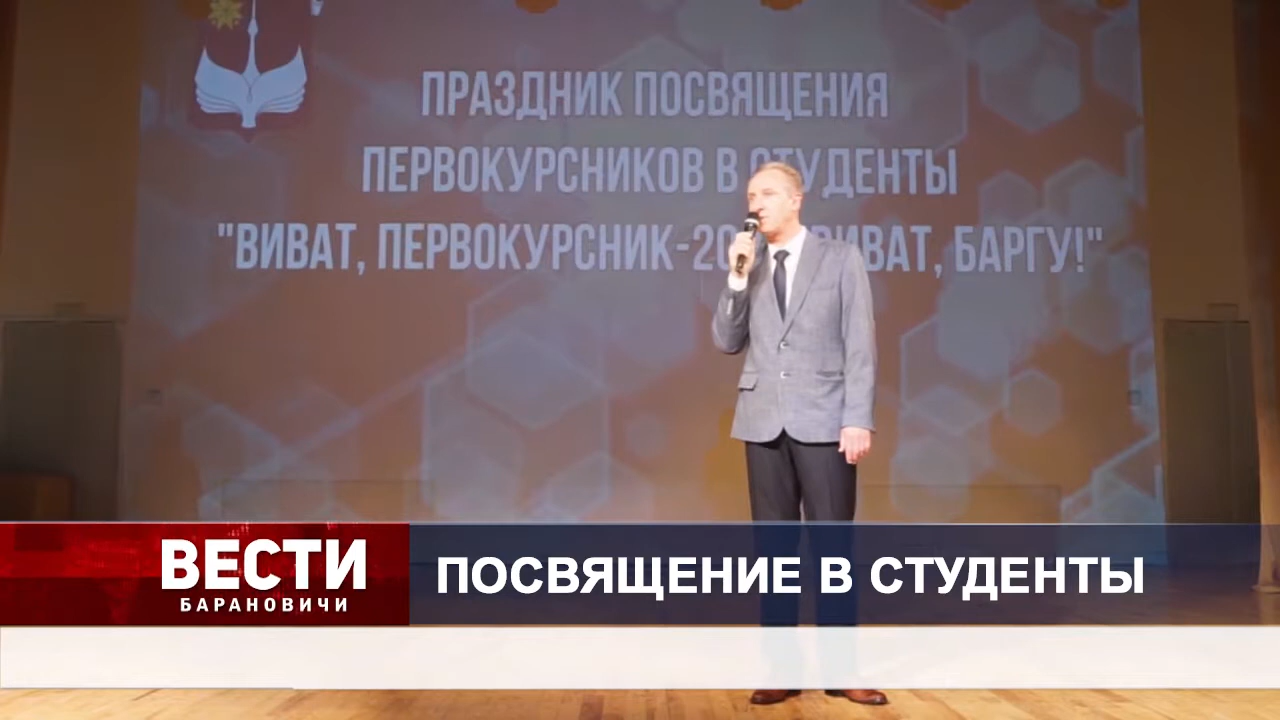 ПРАЗДНИК ПОСВЯЩЕНИЯ
ПЕРВОКУРСНИКОВ В СТУДЕНТЫ
"ВИВАТ, ПЕРВОКУРСНИК-20 ВИВАТ, БАРГУ!"
ВЕСТИ
БАРАНОВИЧИ
ПОСВЯЩЕНИЕ В СТУДЕНТЫ